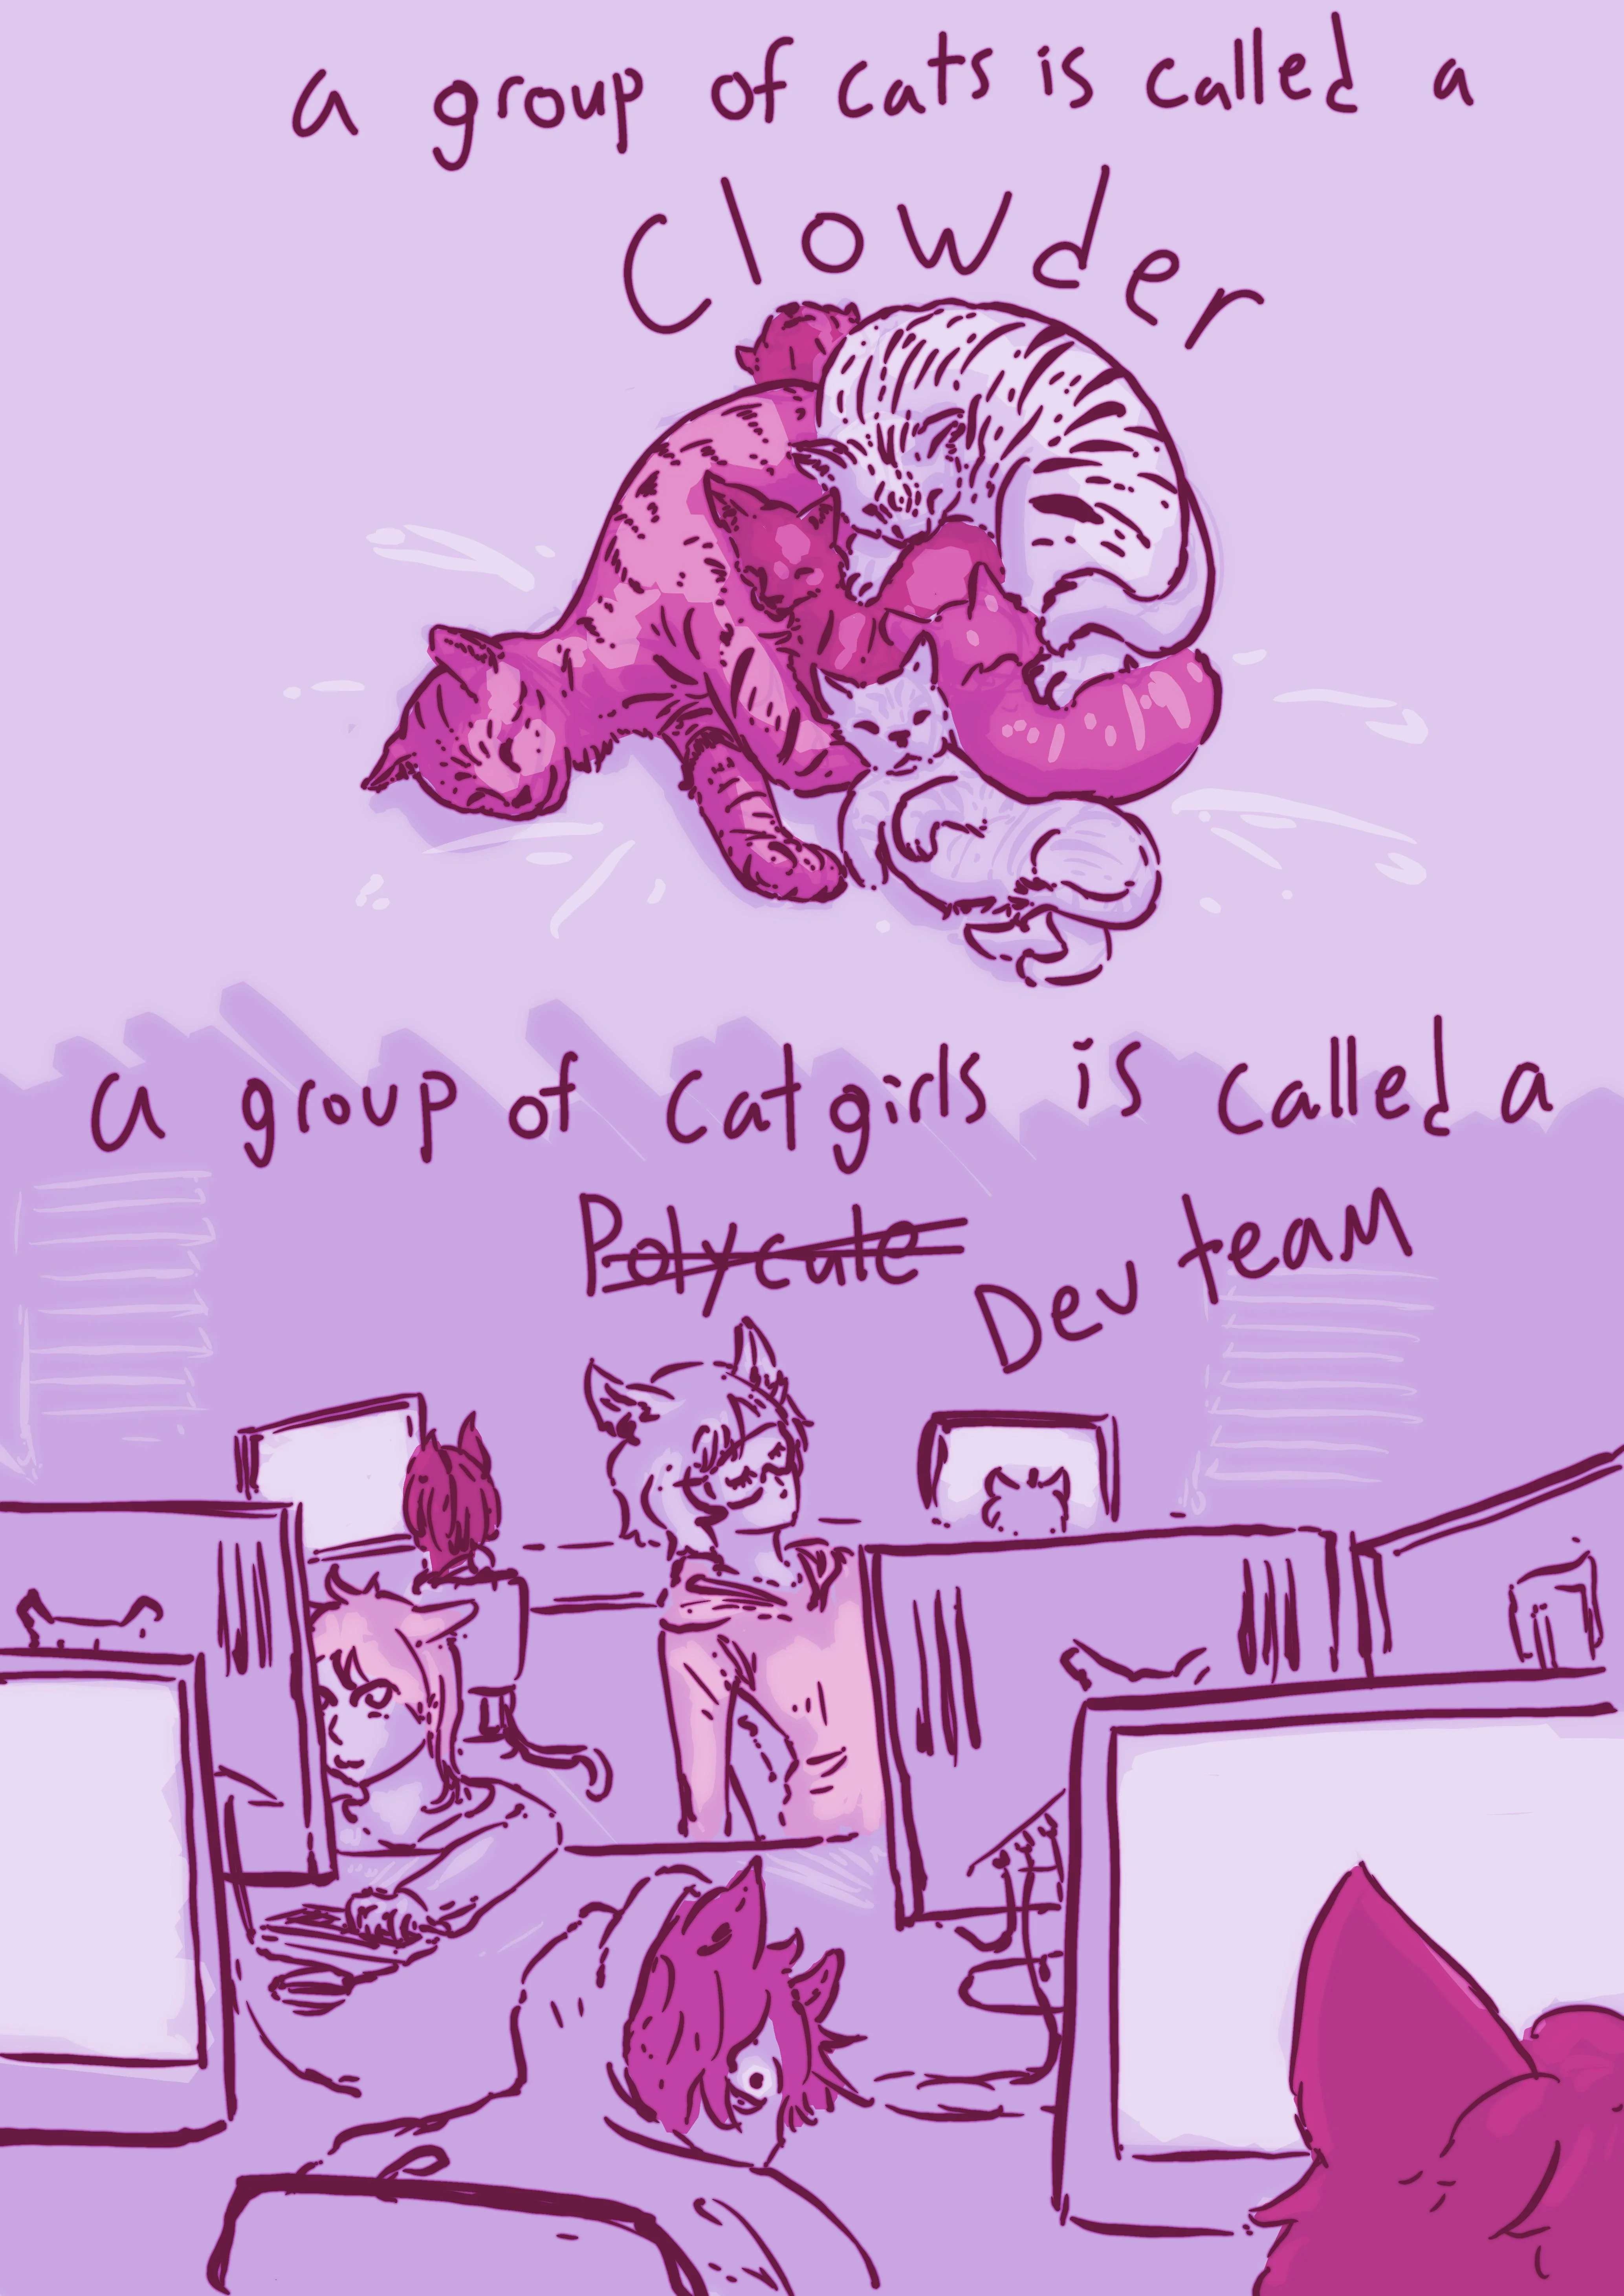 a group of cats is called a
Clowder
a group of catgirls is called a
Polycule Dev team